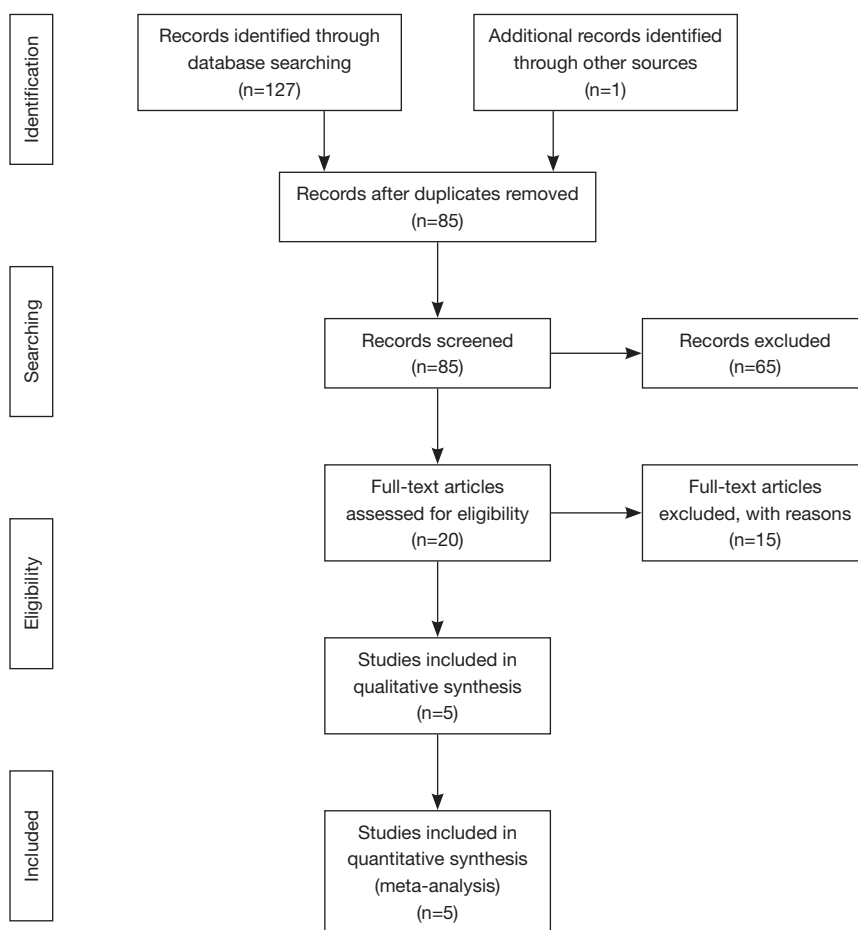 Identification
Records identified through
database searching
(n=127)
Additional records identified
through other sources
(n=1)
Records after duplicates removed
(n=85)
Searching
Records screened
(n=85)
Records excluded
(n=65)
Eligibility
Full-text articles
assessed for eligibility
(n=20)
Full-text articles
excluded, with reasons
(n=15)
Studies included in
qualitative synthesis
(n=5)
Included
Studies included in
quantitative synthesis
(meta-analysis)
(n=5)